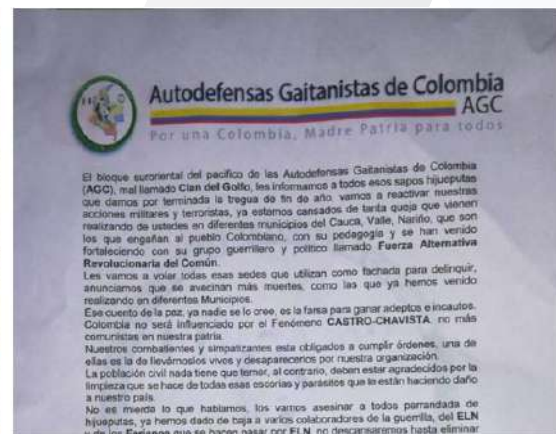 Autodefensas Gaitanistas de Colombia
AGC
Por una Colombia, Madre Patria para todos
El bloque suroriental del pacifico de las Autodefensas Gaitanistas de Colombia
(AGC), mal llamado Clan del Golfo, les informamos a todos esos sapos hijueputas
que damos por terminada la tregua de fin de año, vamos a reactivar nuestras
acciones militares y terroristas, ya estamos cansados de tanta queja que vienen
realizando de ustedes en diferentes municipios del Cauca, Valle, Nariño, que son
los que engañan al pueblo Colombiano, con su pedagogía y se han venido
fortaleciendo con su grupo guerrillero y político llamado Fuerza Alternativa
Revolucionaria del Común.
Les vamos a volar todas esas sedes que utilizan como fachada para delinquir,
anunciamos que se avecinan más muertes, como las que ya hemos venido
realizando en diferentes Municipios.
Ese cuento de la paz, ya nadie se lo cree, es la farsa para ganar adeptos e incautos.
Colombia no será influenciado por el Fenómeno CASTRO-CHAVISTA, no más
comunistas en nuestra patria.
Nuestros combatientes y simpatizantes esta obligados a cumplir órdenes, una de
ellas es la de llevárnoslos vivos y desaparecerlos por nuestra organización.
La población civil nada tiene que temer, al contrario, deben estar agradecidos por la
limpieza que se hace de todas esas escorias y parásitos que le están haciendo daño
a nuestro país.
No es mierda lo que hablamos, los vamos asesinar a todos parrandada de
hijueputas, ya hemos dado de baja a varios colaboradores de la guerrilla, del ELN
y de los Farianos que se hacen pasar por ELN, no descansaremos hasta eliminar